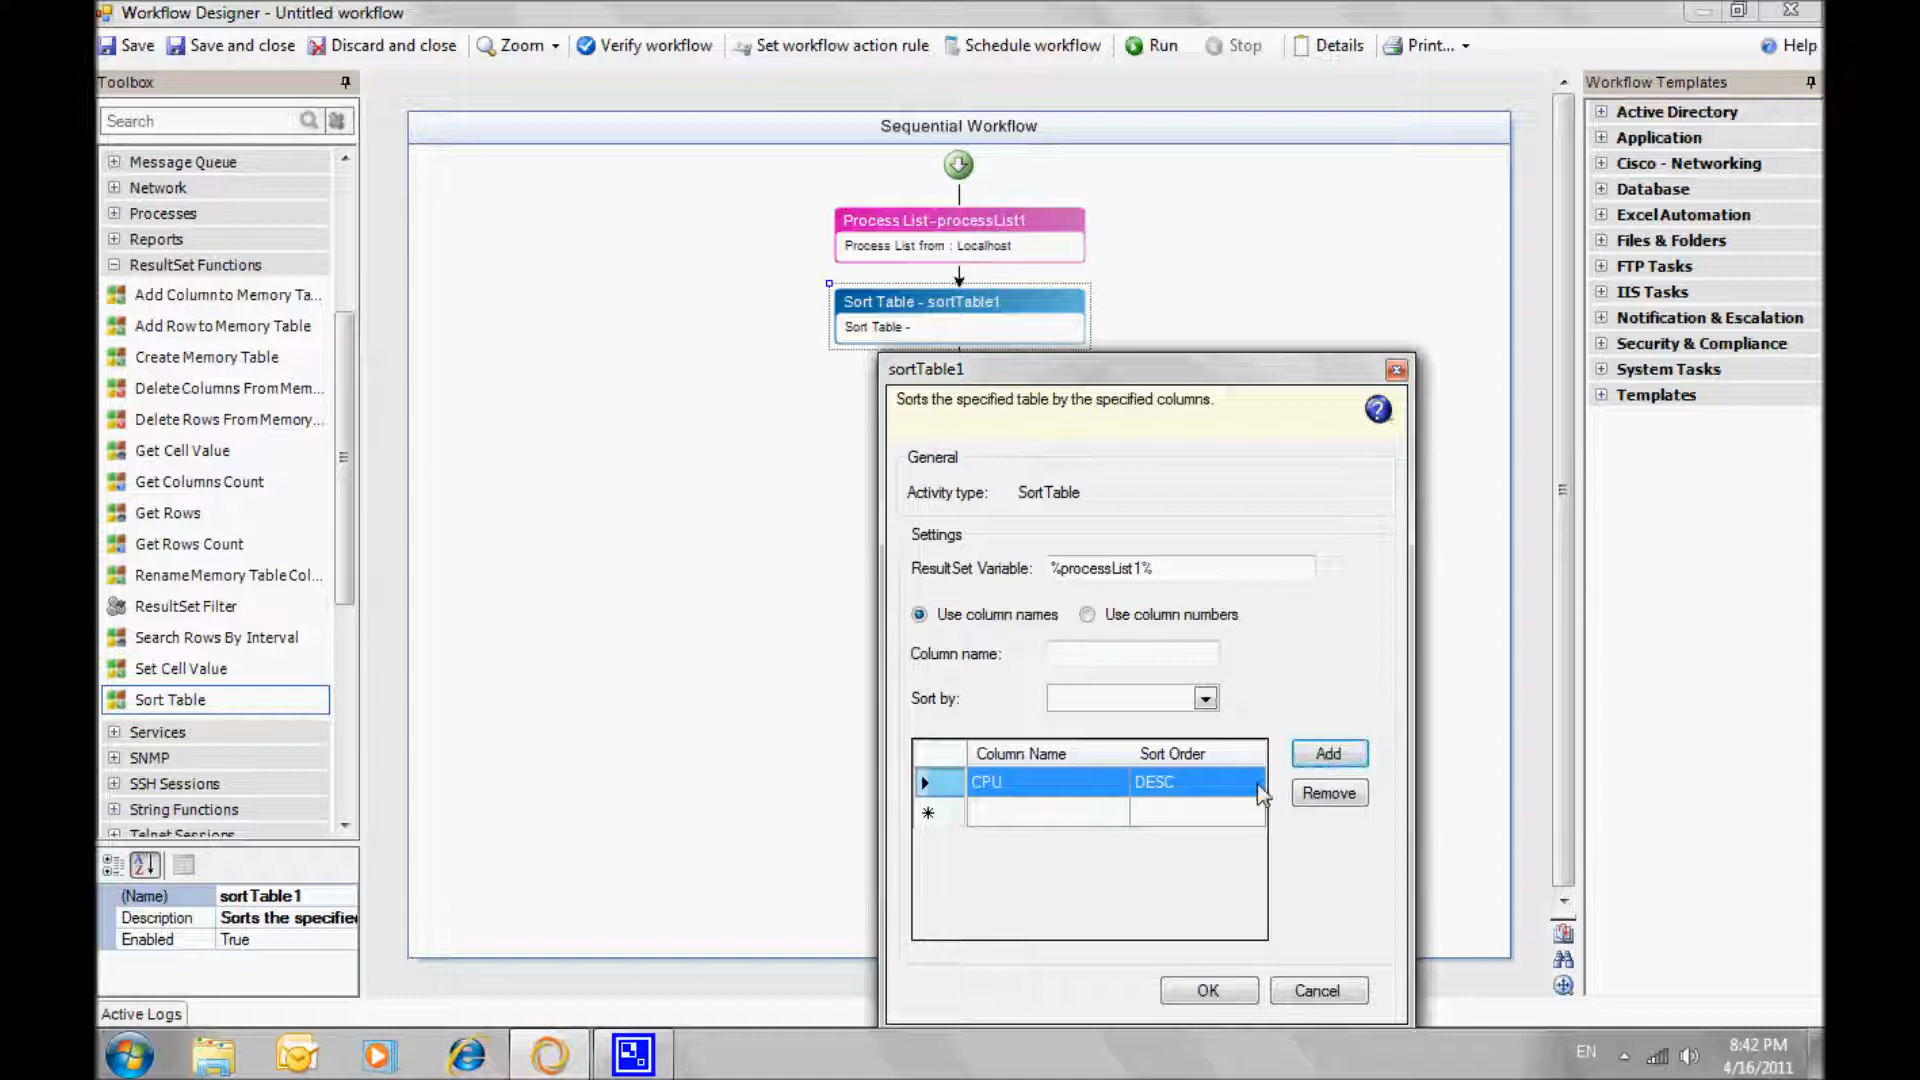 Workflow Designer - Untitled workflow
Save
Save and close
Discard and close
Zoom
Verify workflow
Set workflow action rule
Schedule workflow
Run
Stop
Details
Print...
Help
Toolbox
Search
Message Queue
Network
Processes
Reports
ResultSet Functions
Add Column to Memory Ta...
Add Row to Memory Table
Create Memory Table
Delete Columns From Mem...
Delete Rows From Memory...
Get Cell Value
Get Columns Count
Get Rows
Get Rows Count
Rename Memory Table Col...
ResultSet Filter
Search Rows By Interval
Set Cell Value
Sort Table
Services
SNMP
SSH Sessions
String Functions
Telnet Sessions
(Name) sortTable1
Description Sorts the specified
Enabled True
Active Logs
Sequential Workflow
Process List-processList1
Process List from : Localhost
Sort Table - sortTable1
Sort Table -
sortTable1
Sorts the specified table by the specified columns.
General
Activity type: SortTable
Settings
ResultSet Variable: %processList1%
Use column names
Use column numbers
Column name:
Sort by:
Column Name Sort Order
CPU DESC
Add
Remove
OK
Cancel
Workflow Templates
Active Directory
Application
Cisco - Networking
Database
Excel Automation
Files & Folders
FTP Tasks
IIS Tasks
Notification & Escalation
Security & Compliance
System Tasks
Templates
EN
8:42 PM
4/16/2011